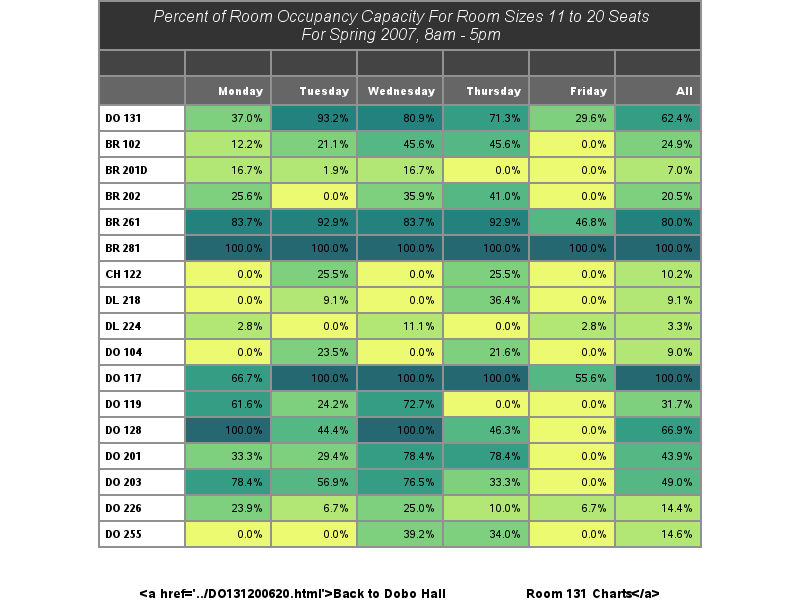 Percent of Room Occupancy Capacity For Room Sizes 11 to 20 Seats
For Spring 2007, 8am - 5pm
Monday Tuesday Wednesday Thursday Friday All
DO 131 37.0% 93.2% 80.9% 71.3% 29.6% 62.4%
BR 102 12.2% 21.1% 45.6% 45.6% 0.0% 24.9%
BR 201D 16.7% 1.9% 16.7% 0.0% 0.0% 7.0%
BR 202 25.6% 0.0% 35.9% 41.0% 0.0% 20.5%
BR 261 83.7% 92.9% 83.7% 92.9% 46.8% 80.0%
BR 281 100.0% 100.0% 100.0% 100.0% 100.0% 100.0%
CH 122 0.0% 25.5% 0.0% 25.5% 0.0% 10.2%
DL 218 0.0% 9.1% 0.0% 36.4% 0.0% 9.1%
DL 224 2.8% 0.0% 11.1% 0.0% 2.8% 3.3%
DO 104 0.0% 23.5% 0.0% 21.6% 0.0% 9.0%
DO 117 66.7% 100.0% 100.0% 100.0% 55.6% 100.0%
DO 119 61.6% 24.2% 72.7% 0.0% 0.0% 31.7%
DO 128 100.0% 44.4% 100.0% 46.3% 0.0% 66.9%
DO 201 33.3% 29.4% 78.4% 78.4% 0.0% 43.9%
DO 203 78.4% 56.9% 76.5% 33.3% 0.0% 49.0%
DO 226 23.9% 6.7% 25.0% 10.0% 6.7% 14.4%
DO 255 0.0% 0.0% 39.2% 34.0% 0.0% 14.6%
<a href='../DO131200620.html'>Back to Dobo Hall Room 131 Charts</a>